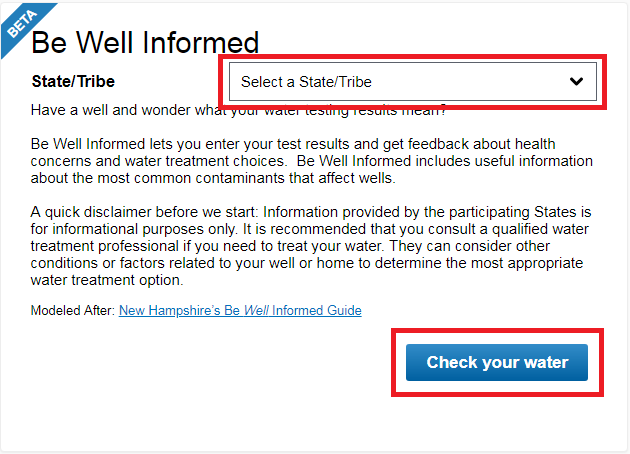 BETA
Be Well Informed
State/Tribe
Select a State/Tribe
Have a well and wonder what your water testing results mean?
Be Well Informed lets you enter your test results and get feedback about health
concerns and water treatment choices.  Be Well Informed includes useful information
about the most common contaminants that affect wells.
A quick disclaimer before we start: Information provided by the participating States is
for informational purposes only. It is recommended that you consult a qualified water
treatment professional if you need to treat your water. They can consider other
conditions or factors related to your well or home to determine the most appropriate
water treatment option.
Modeled After: New Hampshire's Be Well Informed Guide
Check your water